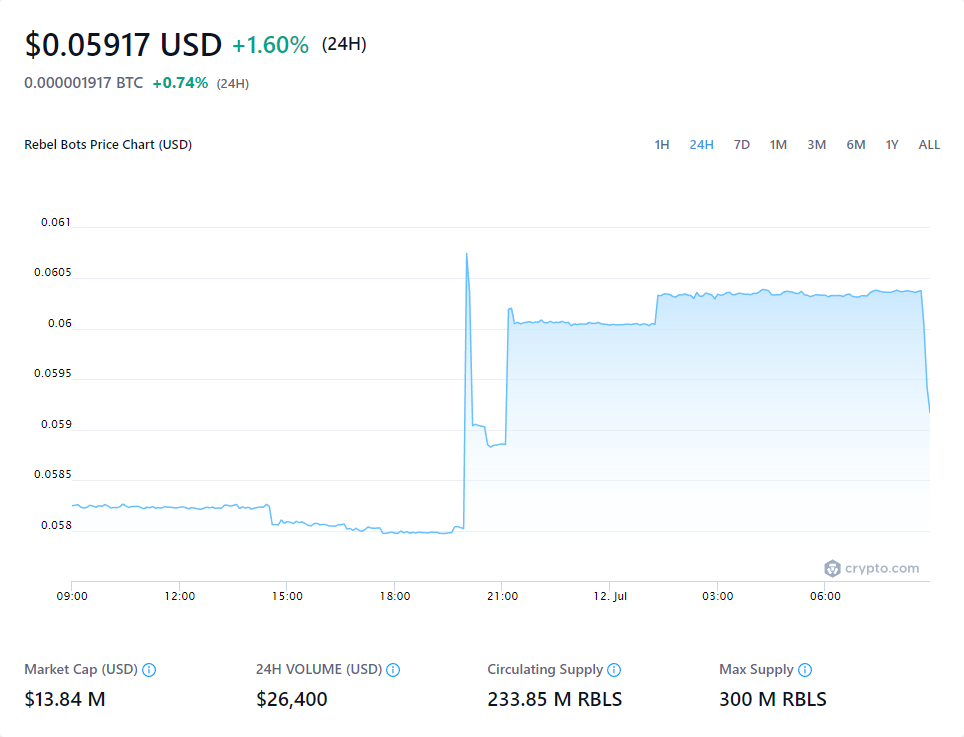 $0.05917 USD +1.60% (24H)
0.000001917 BTC +0.74% (24H)
Rebel Bots Price Chart (USD) 1H 24H 7D 1M 3M 6M 1Y ALL
0.061
0.0605
0.06
0.0595
0.059
0.0585
0.058
crypto.com
09:00 12:00 15:00 18:00 21:00 12. Jul 03:00 06:00
Market Cap (USD) 24H VOLUME (USD) Circulating Supply Max Supply
$13.84 M $26,400 233.85 M RBLS 300 M RBLS